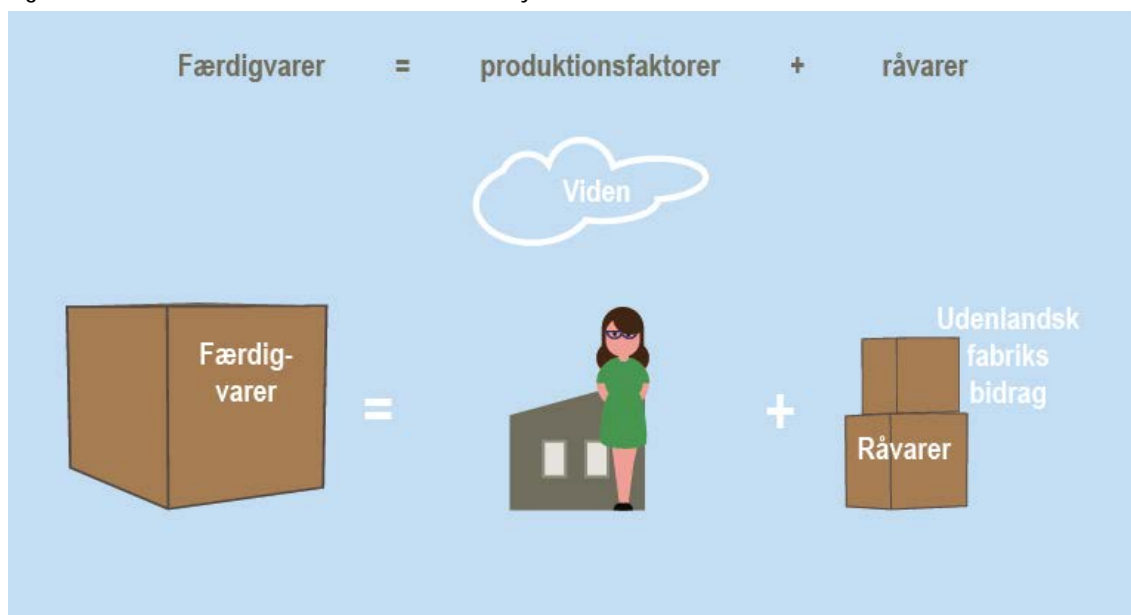 Færdigvarer = produktionsfaktorer + råvarer
Viden
Færdig-
varer
=
+
Udenlandsk
fabriks
bidrag
Råvarer